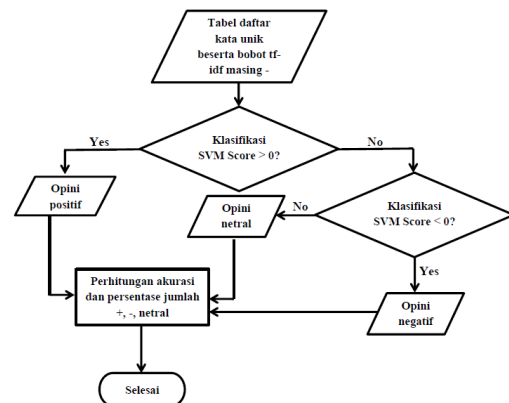 Tabel daftar
kata unik
beserta bobot tf-
idf masing -
Yes
Klasifikasi
SVM Score > 0?
No
Opini
positif
Opini
netral
No
Klasifikasi
SVM Score < 0?
Yes
Perhitungan akurasi
dan persentase jumlah
+, -, netral
Opini
negatif
Selesai